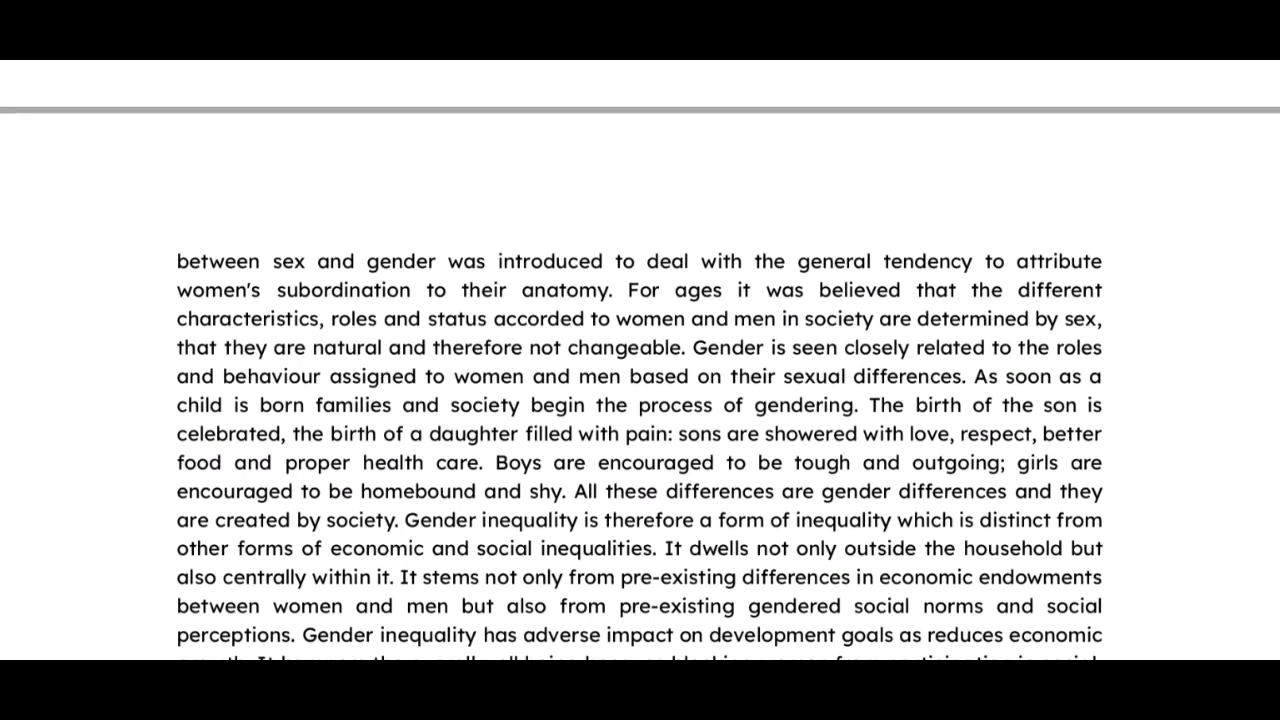 between sex and gender was introduced to deal with the general tendency to attribute
women's subordination to their anatomy. For ages it was believed that the different
characteristics, roles and status accorded to women and men in society are determined by sex,
that they are natural and therefore not changeable. Gender is seen closely related to the roles
and behaviour assigned to women and men based on their sexual differences. As soon as a
child is born families and society begin the process of gendering. The birth of the son is
celebrated, the birth of a daughter filled with pain: sons are showered with love, respect, better
food and proper health care. Boys are encouraged to be tough and outgoing; girls are
encouraged to be homebound and shy. All these differences are gender differences and they
are created by society. Gender inequality is therefore a form of inequality which is distinct from
other forms of economic and social inequalities. It dwells not only outside the household but
also centrally within it. It stems not only from pre-existing differences in economic endowments
between women and men but also from pre-existing gendered social norms and social
perceptions. Gender inequality has adverse impact on development goals as reduces economic